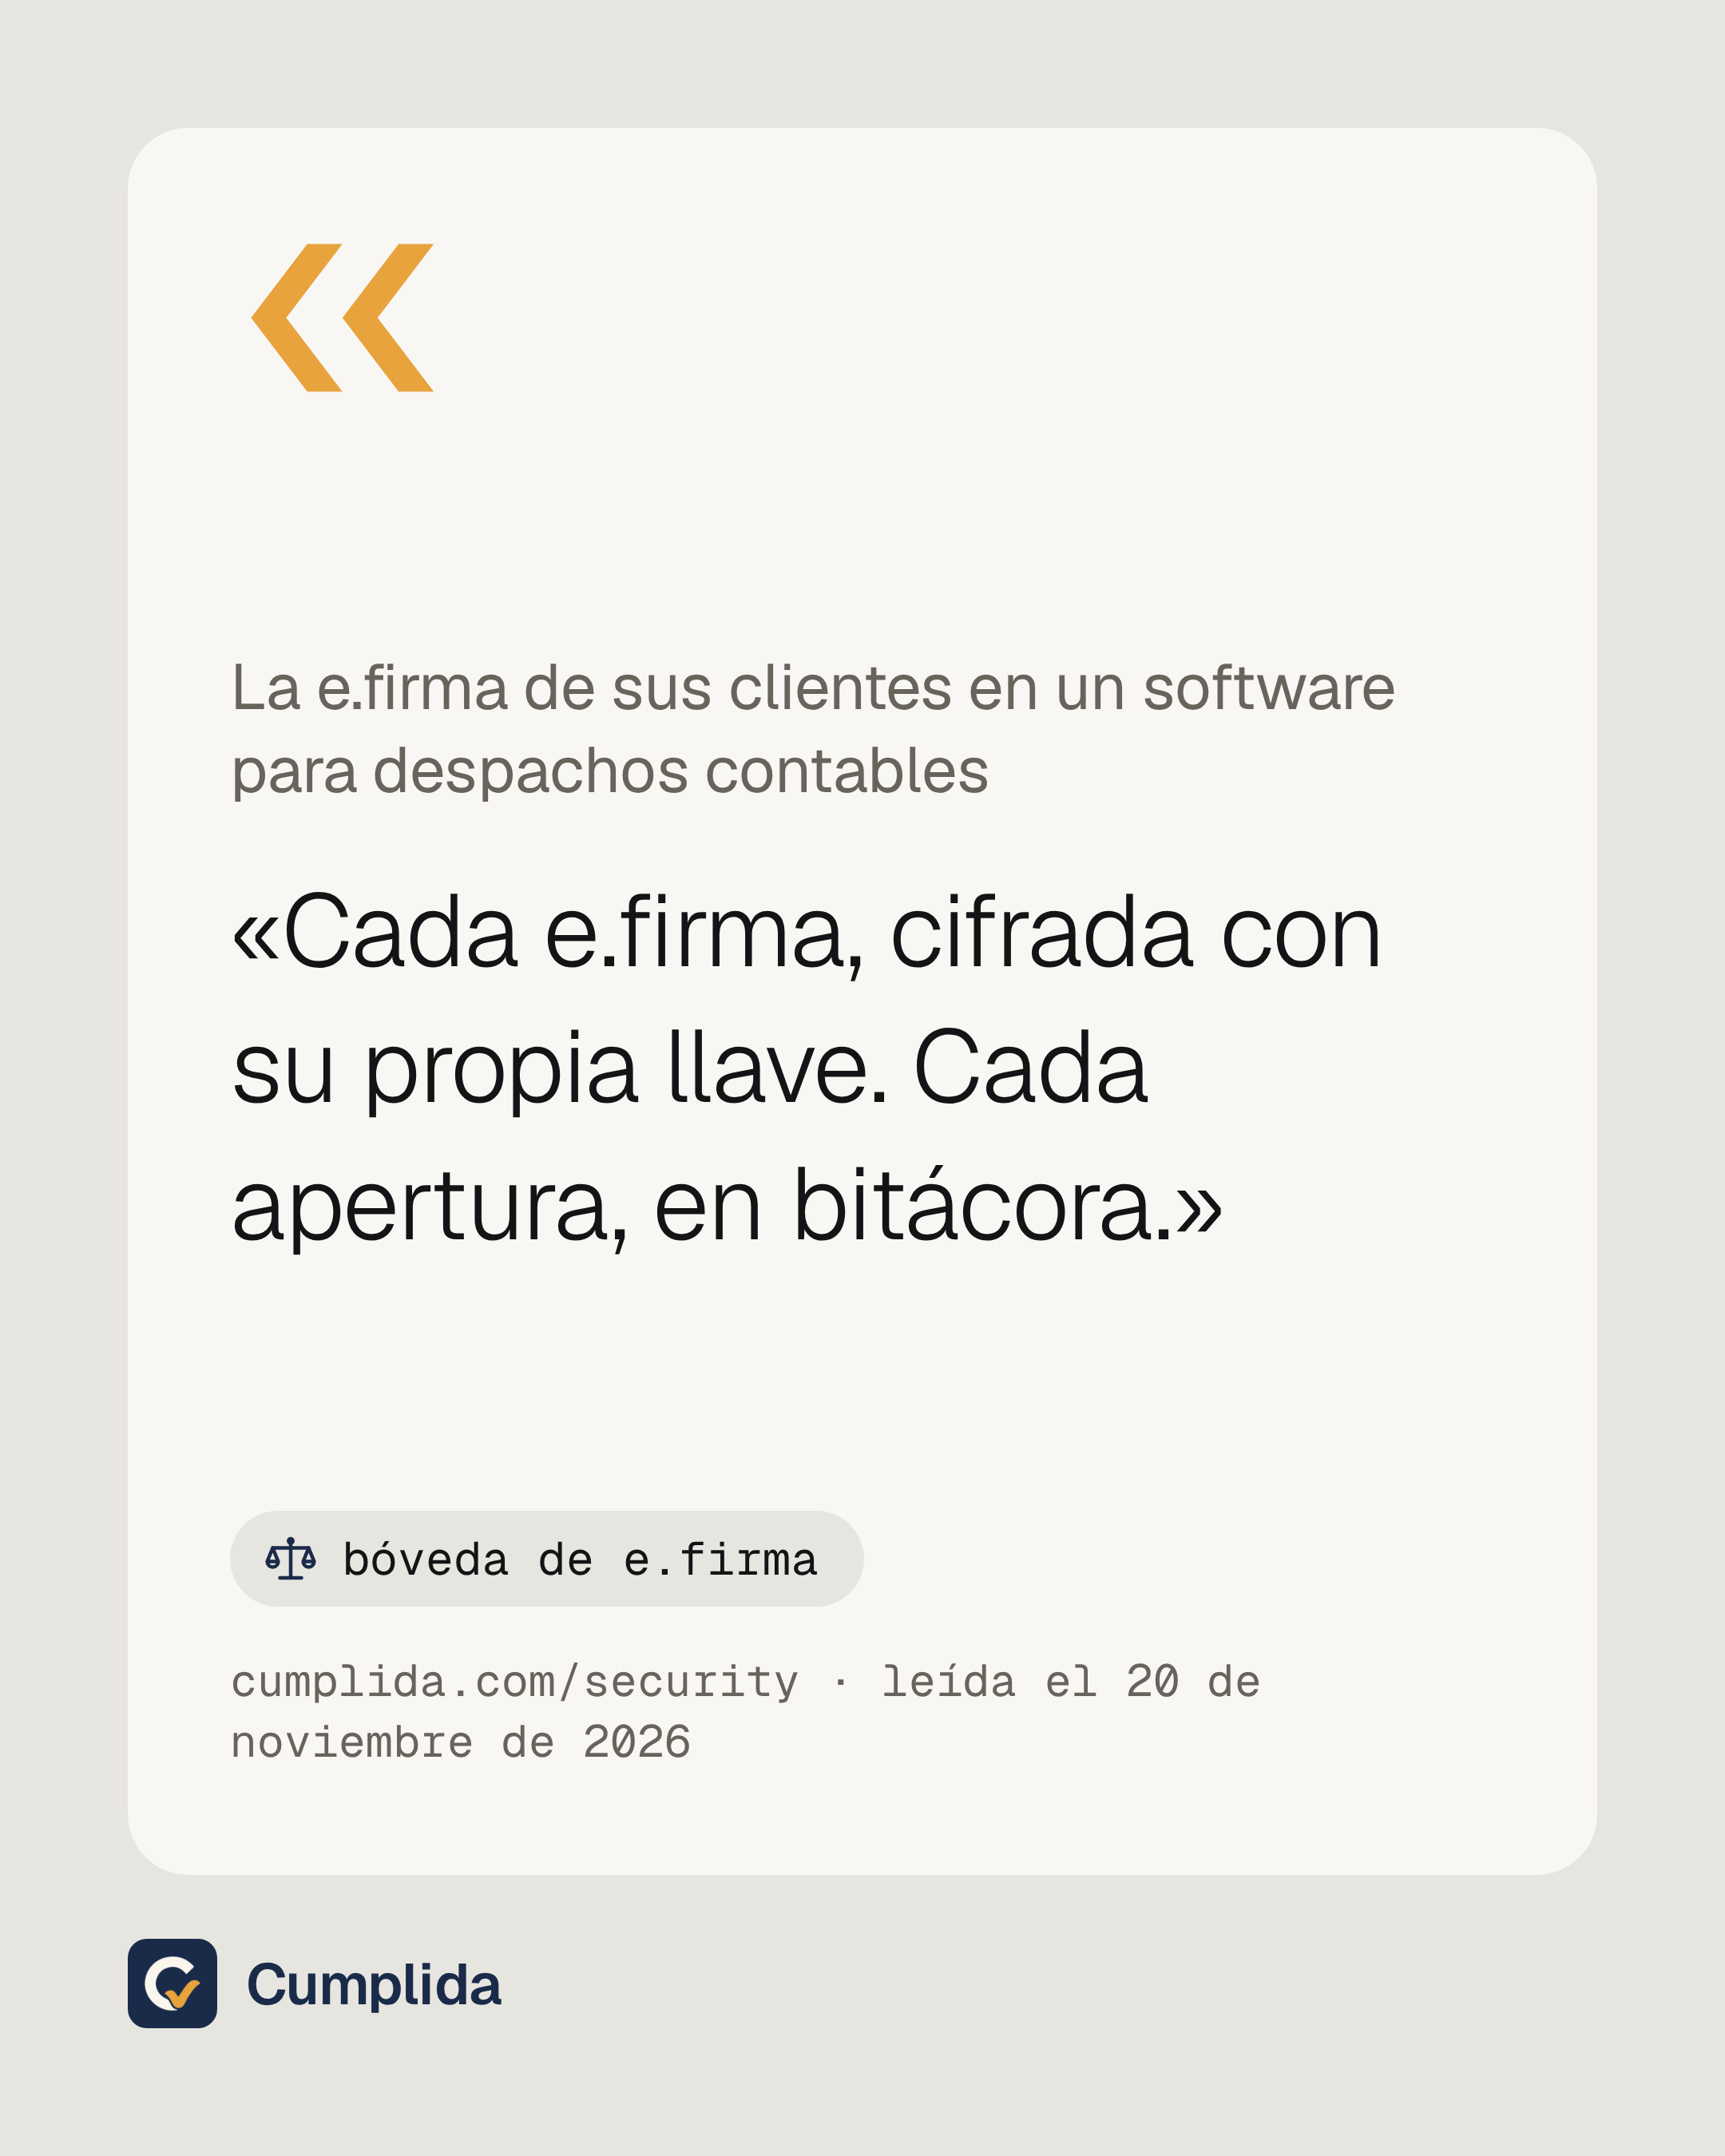 La e.firma de sus clientes en un software
para despachos contables
«Cada e.firma, cifrada con
su propia llave. Cada
apertura, en bitácora.»
bóveda de e.firma
cumplida.com/security · leída el 20 de
noviembre de 2026
Cumplida